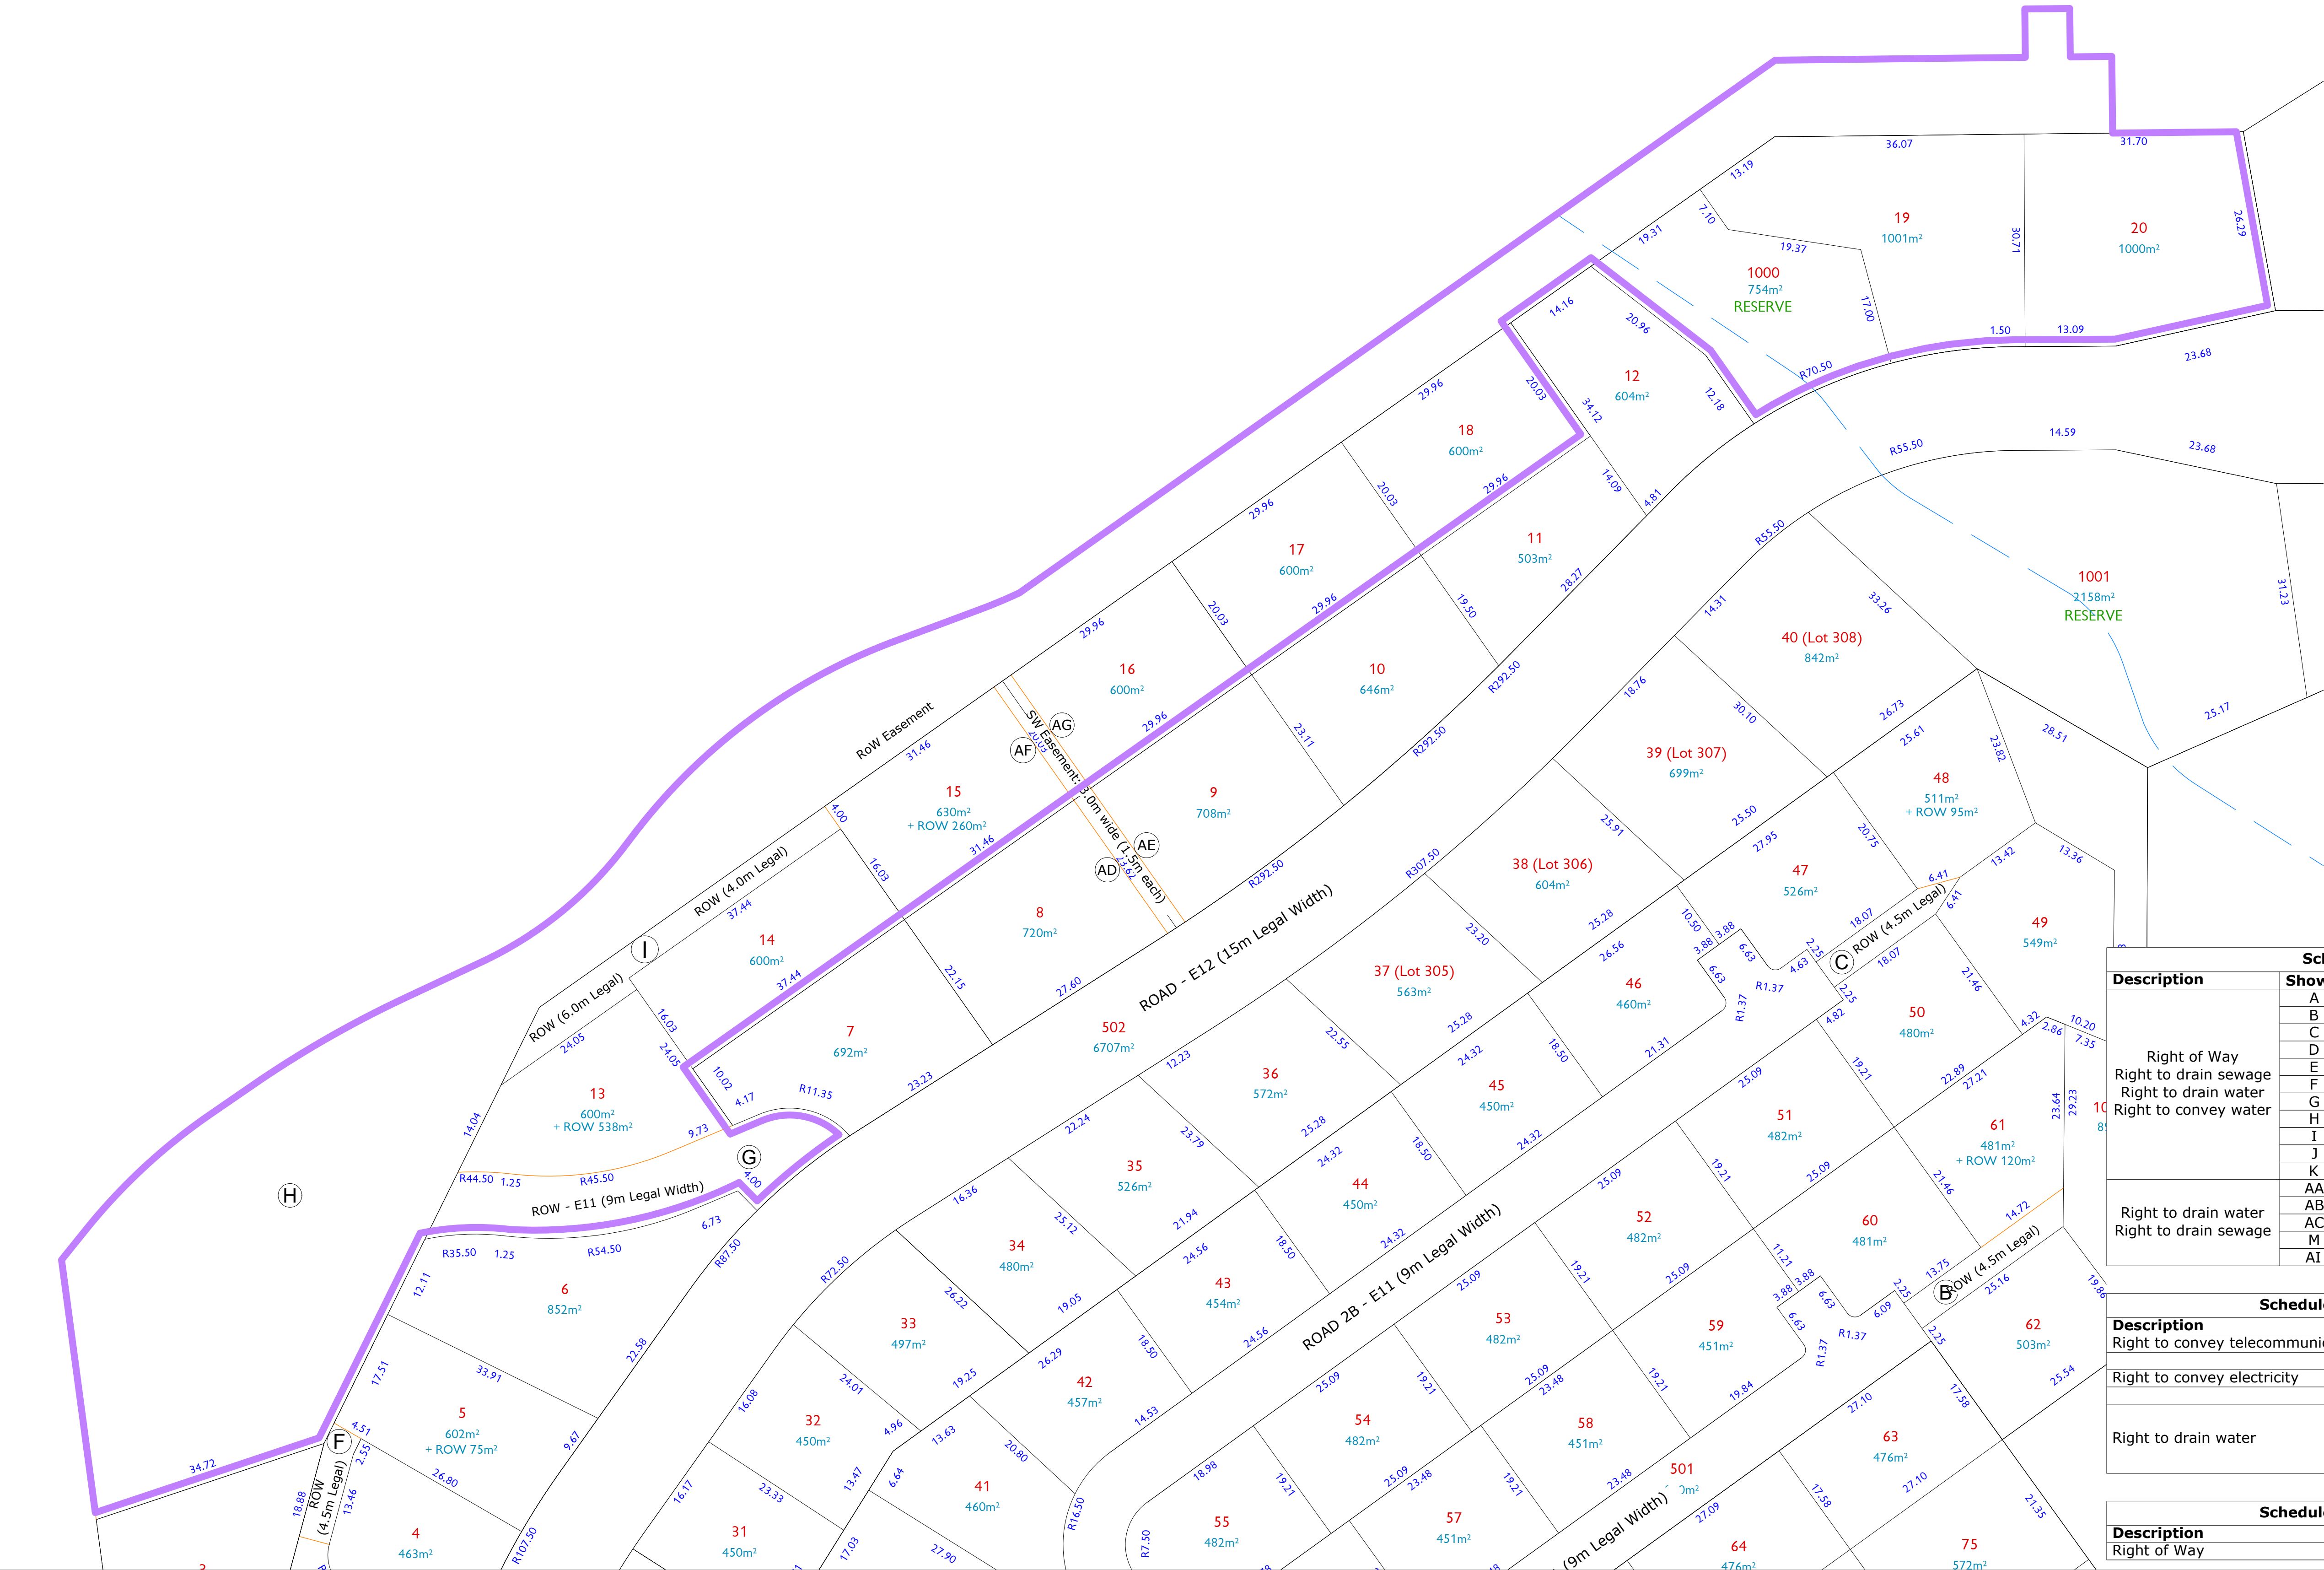 36.07
31.70
13.19
19
1001m²
20
1000m²
26.29
7.10
19.31
19.37
30.71
1000
754m²
RESERVE
17.00
1.50
13.09
R70.50
23.68
14.16
20.96
12
604m²
12.18
20.03
34.12
29.96
18
600m²
R55.50
14.59
23.68
29.96
14.09
4.81
29.96
20.03
17
600m²
11
503m²
R55.50
28.27
29.96
1001
2158m²
RESERVE
31.23
20.03
19.50
14.31
33.26
29.96
16
600m²
10
646m²
40 (Lot 308)
842m²
R292.50
18.76
RoW Easement
31.46
AG
AF
20.03
29.96
SW Easement: 3.0m wide (1.5m each)
23.11
R292.50
30.10
26.73
25.61
23.82
28.51
25.17
39 (Lot 307)
699m²
15
630m²
+ ROW 260m²
4.00
9
708m²
48
511m²
+ ROW 95m²
25.50
27.95
25.91
20.75
31.46
AE
AD
23.62
R292.50
R307.50
38 (Lot 306)
604m²
13.42
13.36
ROW (4.0m Legal)
16.03
37.44
47
526m²
6.41
6.41
8
720m²
ROAD - E12 (15m Legal Width)
25.28
10.50
18.07
ROW (4.5m Legal)
49
549m²
14
600m²
I
23.20
26.56
3.88
3.88
6.63
6.63
4.63
2.25
C
18.07
37.44
22.15
27.60
37 (Lot 305)
563m²
46
460m²
R1.37
R1.37
2.25
21.46
ROW (6.0m Legal)
16.03
24.05
24.05
7
692m²
502
6707m²
22.55
25.28
18.50
21.31
4.82
50
480m²
4.32
2.86
10.20
7.35
12.23
24.32
10.02
4.17
R11.35
23.23
36
572m²
45
450m²
25.09
19.21
22.89
27.21
13
600m²
+ ROW 538m²
14.04
9.73
G
4.00
22.24
23.79
25.28
24.32
18.50
24.32
51
482m²
61
481m²
+ ROW 120m²
23.64
29.23
R44.50
1.25
R45.50
ROW - E11 (9m Legal Width)
H
35
526m²
16.36
25.12
21.94
44
450m²
25.09
19.21
25.09
21.46
14.72
6.73
R35.50
1.25
R54.50
R87.50
12.11
6
852m²
R72.50
34
480m²
24.56
18.50
24.32
ROAD 2B - E11 (9m Legal Width)
52
482m²
60
481m²
11.21
13.75
ROW (4.5m Legal)
B
25.16
19.86
26.22
19.05
43
454m²
25.09
19.21
25.09
3.88
3.88
6.63
6.63
6.09
2.25
R1.37
R1.37
2.25
33
497m²
24.56
18.50
53
482m²
59
451m²
62
503m²
22.58
33.91
17.51
24.01
19.25
26.29
42
457m²
25.09
19.21
25.09
23.48
19.21
19.84
27.10
17.58
25.54
16.08
5
602m²
+ ROW 75m²
4.51
F
2.55
9.67
32
450m²
4.96
13.63
14.53
20.80
54
482m²
58
451m²
63
476m²
34.72
26.80
13.47
6.64
18.98
19.21
25.09
23.48
19.21
23.48
501
27.10
18.88
ROW
(4.5m Legal)
13.46
16.17
23.33
41
460m²
R16.50
27.09
17.58
21.35
4
463m²
R107.50
31
450m²
17.03
27.90
R7.50
55
482m²
57
451m²
(9m Legal Width)
64
476m²
75
572m²
Description
A
B
C
D
E
F
G
H
I
J
K
Right of Way
Right to drain sewage
Right to drain water
Right to convey water
AA
AB
AC
M
AI
Right to drain water
Right to drain sewage
Description
Right to convey electricity
Right to drain water
Description
Right of Way